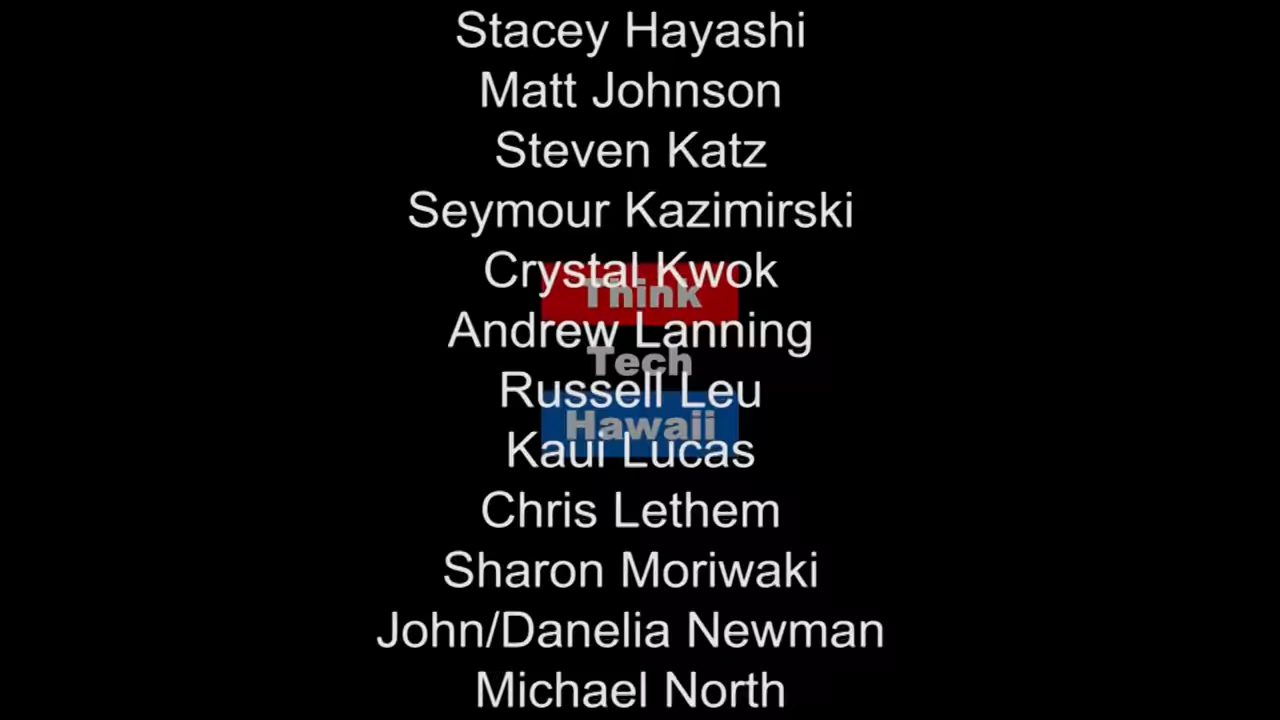 Stacey Hayashi
Matt Johnson
Steven Katz
Seymour Kazimirski
Crystal Kwok
Think
Andrew Lanning
Tech
Russell Leu
Hawaii
Kaui Lucas
Chris Lethem
Sharon Moriwaki
John/Danelia Newman
Michael North